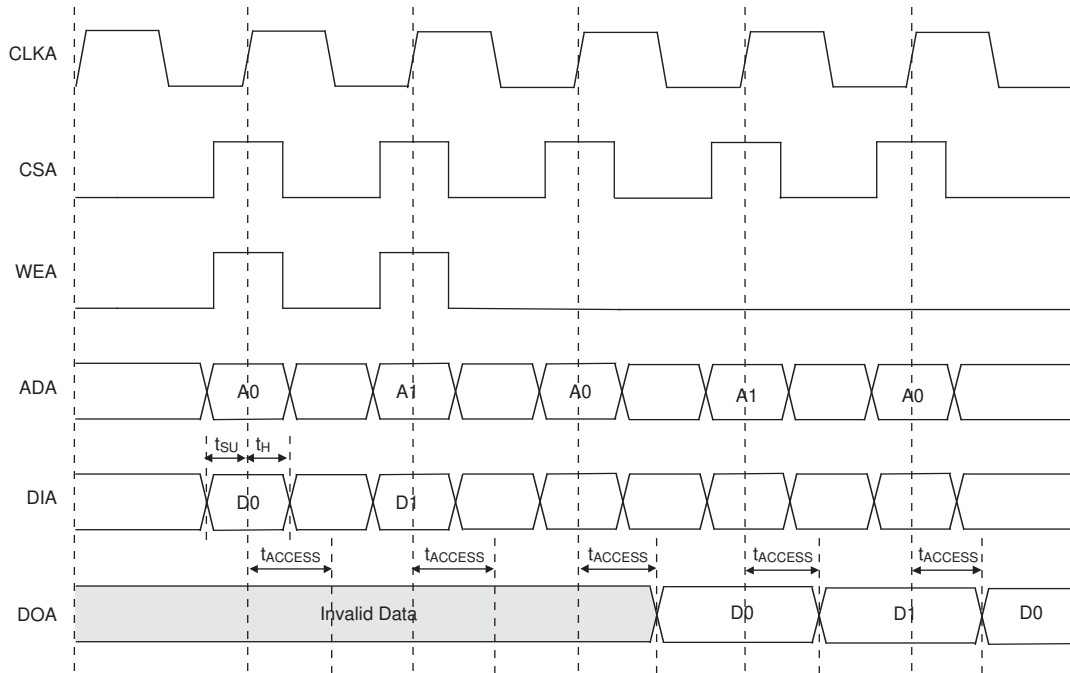 CLKA
CSA
WEA
ADA A0 A1 A0 A1 A0
tSU tH
DIA D0 D1
tACCESS tACCESS tACCESS tACCESS tACCESS
DOA Invalid Data D0 D1 D0